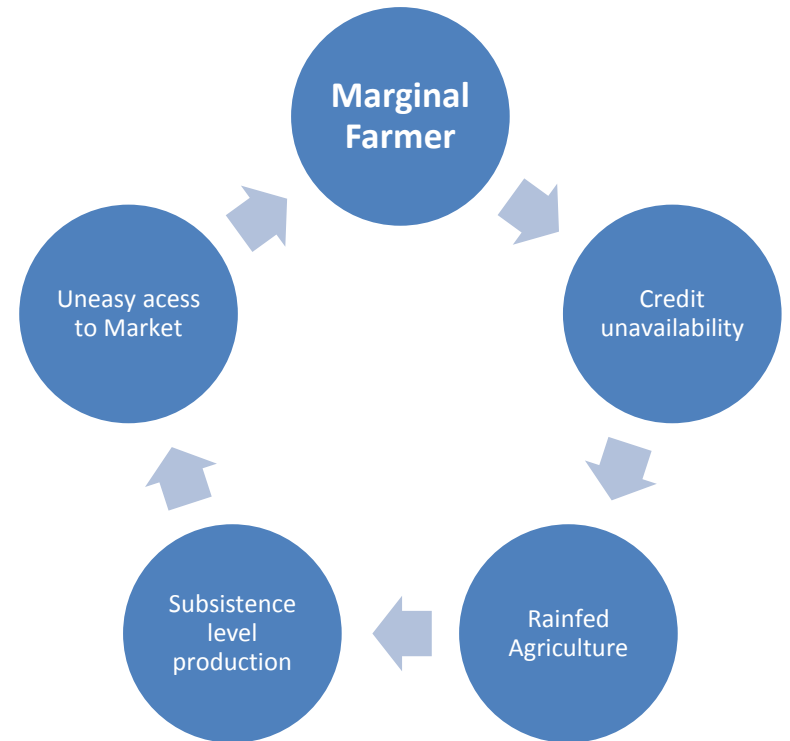 Marginal
Farmer
Credit
unavailability
Rainfed
Agriculture
Subsistence
level
production
Uneasy acess
to Market